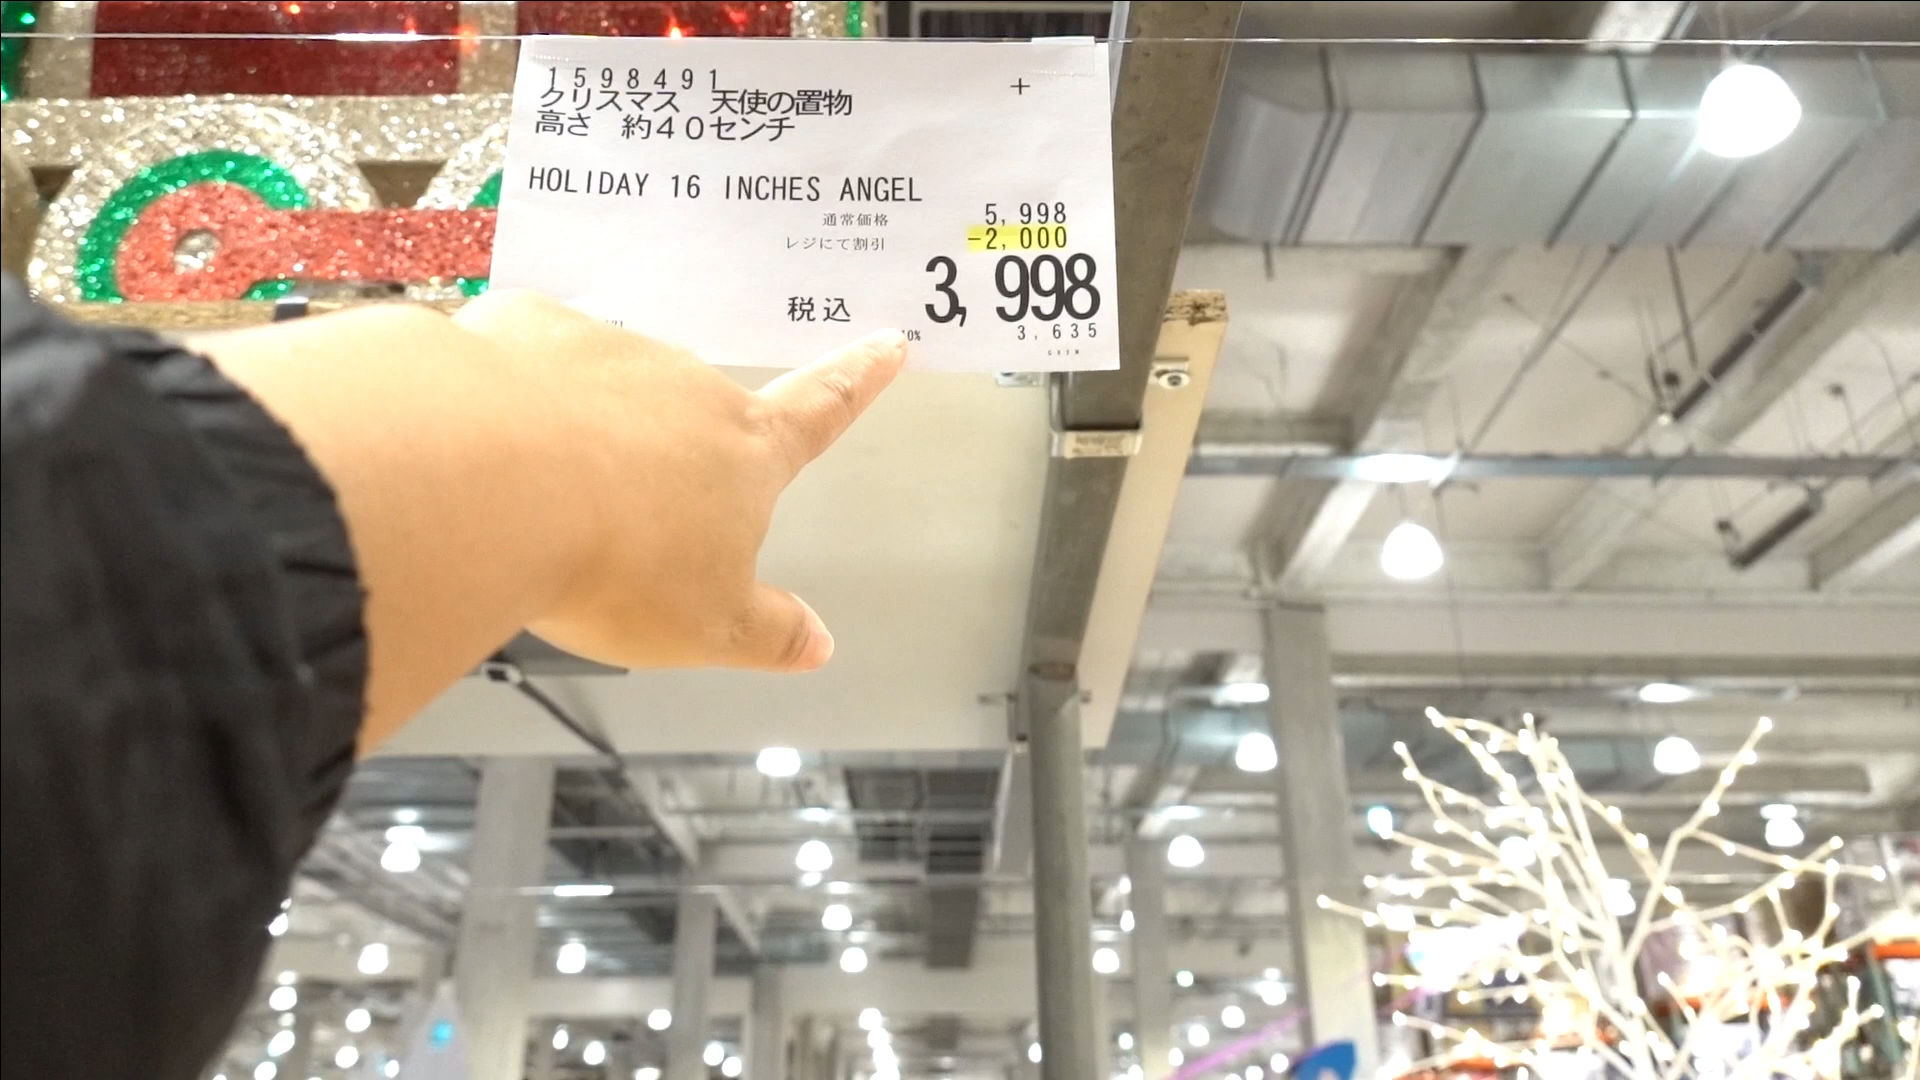 1598491 +
クリスマス 天使の置物
高さ 約40センチ
HOLIDAY 16 INCHES ANGEL
通常価格 5,998
レジにて割引 -2,000
税込 3,998
10% 3,635